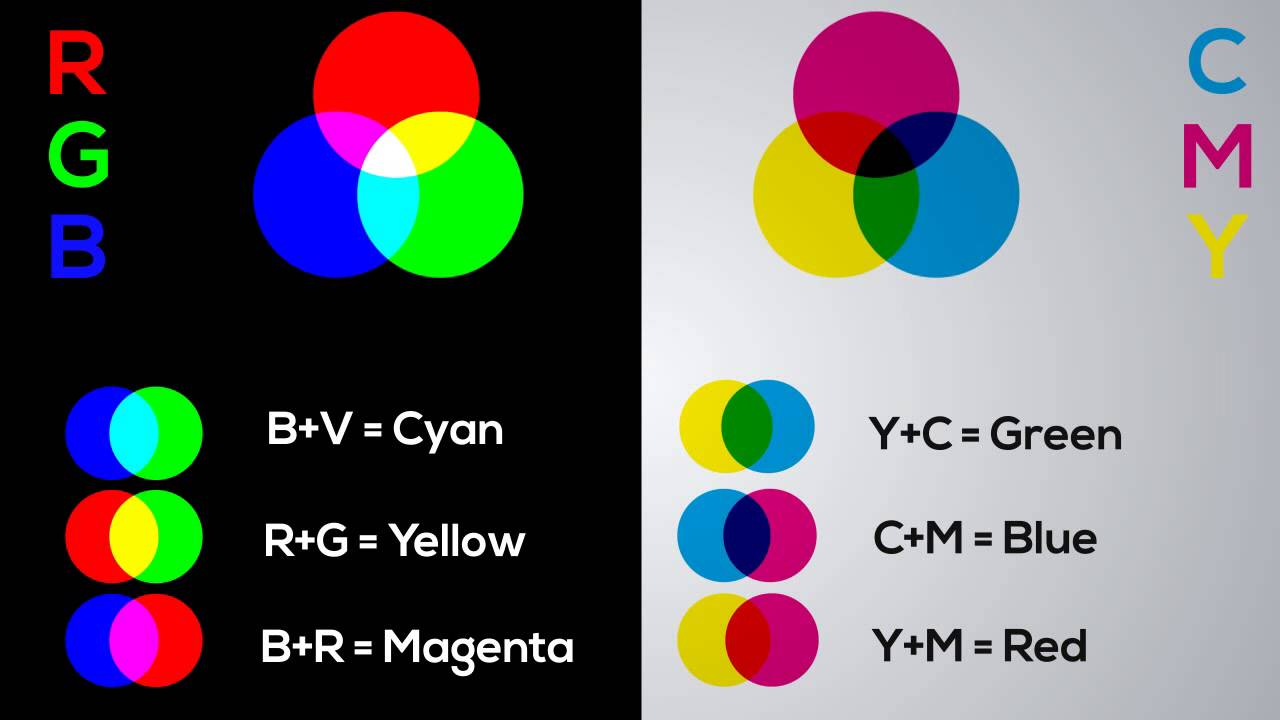 R
G
B
B+V = Cyan
R+G = Yellow
B+R = Magenta
C
M
Y
Y+C = Green
C+M = Blue
Y+M = Red